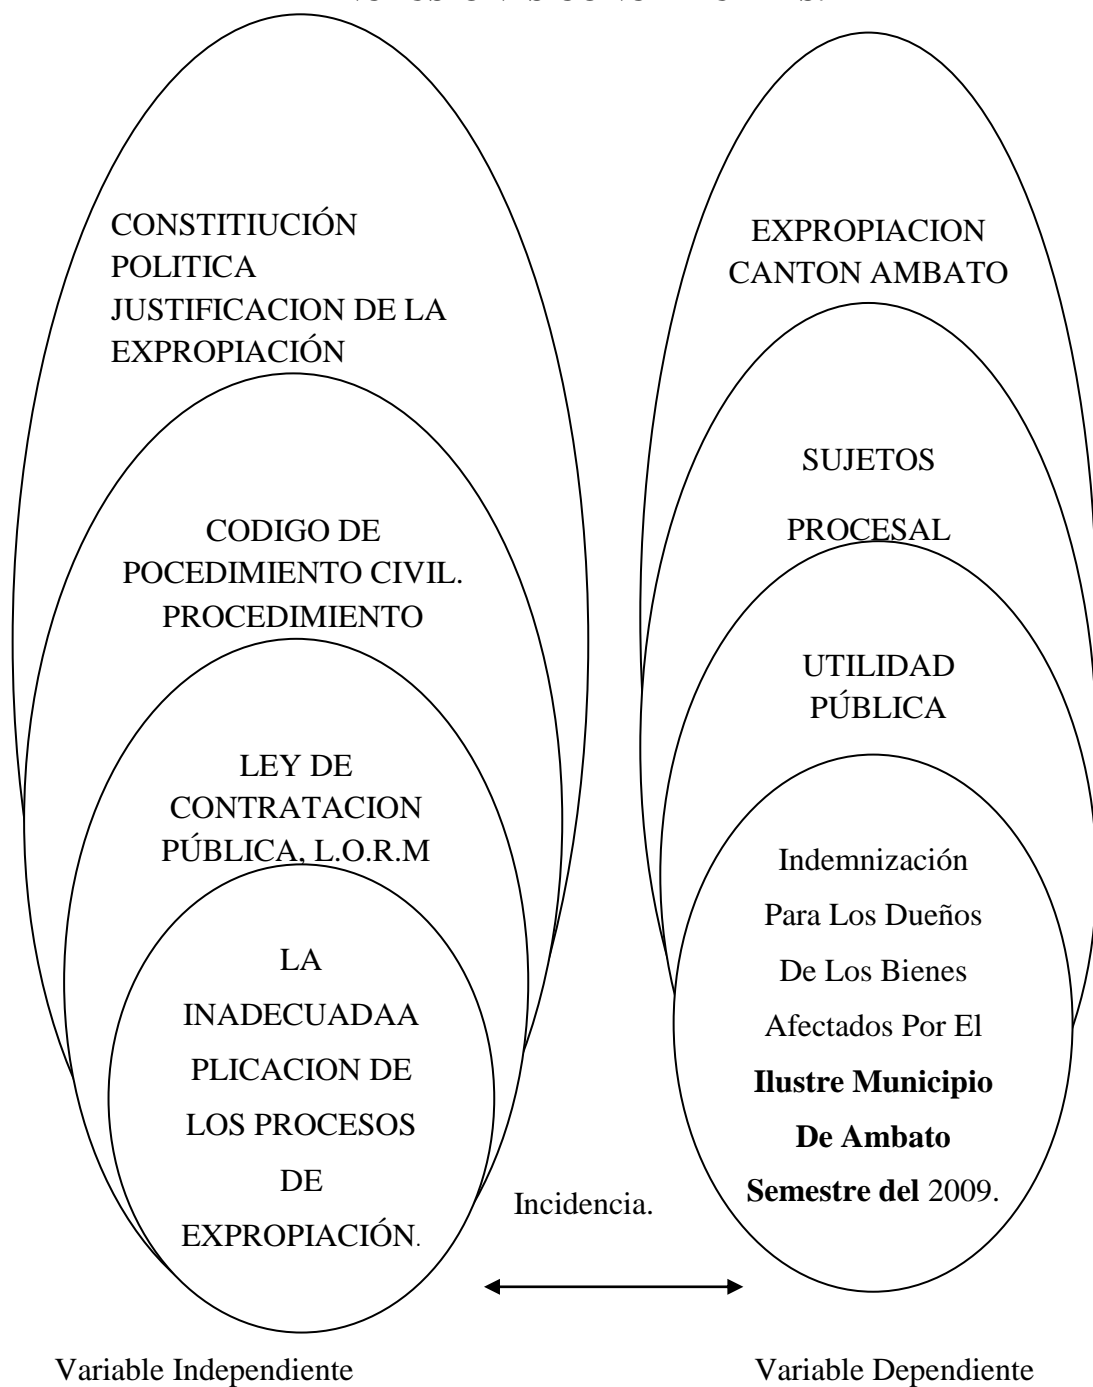 CONSTITIUCIÓN
POLITICA
JUSTIFICACION DE LA
EXPROPIACIÓN
CODIGO DE
POCEDIMIENTO CIVIL.
PROCEDIMIENTO
LEY DE
CONTRATACION
PÚBLICA, L.O.R.M
LA
INADECUADAA
PLICACION DE
LOS PROCESOS
DE
EXPROPIACIÓN.
EXPROPIACION
CANTON AMBATO
SUJETOS
PROCESAL
UTILIDAD
PÚBLICA
Indemnización
Para Los Dueños
De Los Bienes
Afectados Por El
Ilustre Municipio
De Ambato
Semestre del 2009.
Incidencia.
Variable Independiente
Variable Dependiente